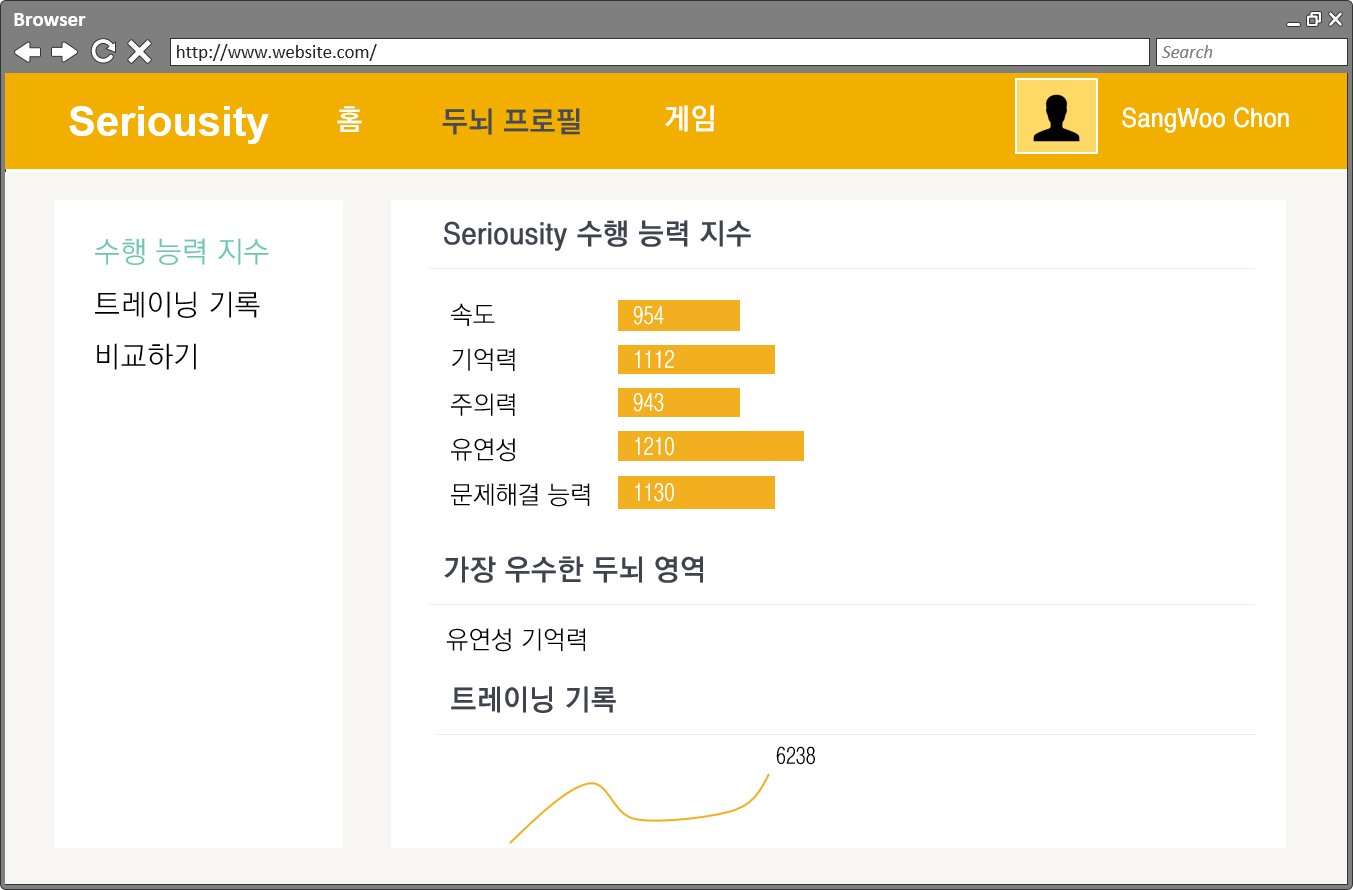 Browser
http://www.website.com/
Search
Seriousity 홈 두뇌 프로필 게임 SangWoo Chon
수행 능력 지수
트레이닝 기록
비교하기
Seriousity 수행 능력 지수
속도 954
기억력 1112
주의력 943
유연성 1210
문제해결 능력 1130
가장 우수한 두뇌 영역
유연성 기억력
트레이닝 기록
6238